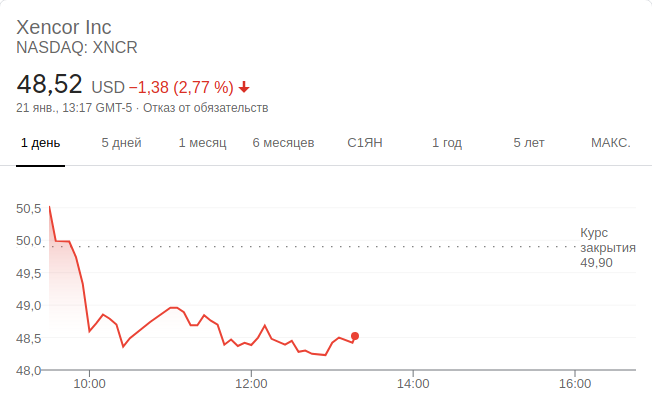 Xencor Inc
NASDAQ: XNCR
48,52 USD −1,38 (2,77 %)
21 янв., 13:17 GMT-5 · Отказ от обязательств
1 день 5 дней 1 месяц 6 месяцев С1ЯН 1 год 5 лет МАКС.
50,5
50,0
49,5
49,0
48,5
48,0
Курс
закрытия
49,90
10:00 12:00 14:00 16:00